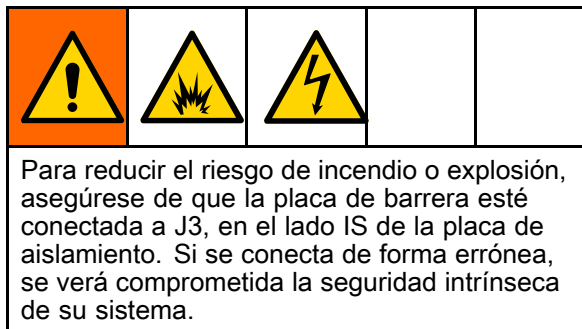 Para reducir el riesgo de incendio o explosión,
asegúrese de que la placa de barrera esté
conectada a J3, en el lado IS de la placa de
aislamiento. Si se conecta de forma errónea,
se verá comprometida la seguridad intrínseca
de su sistema.